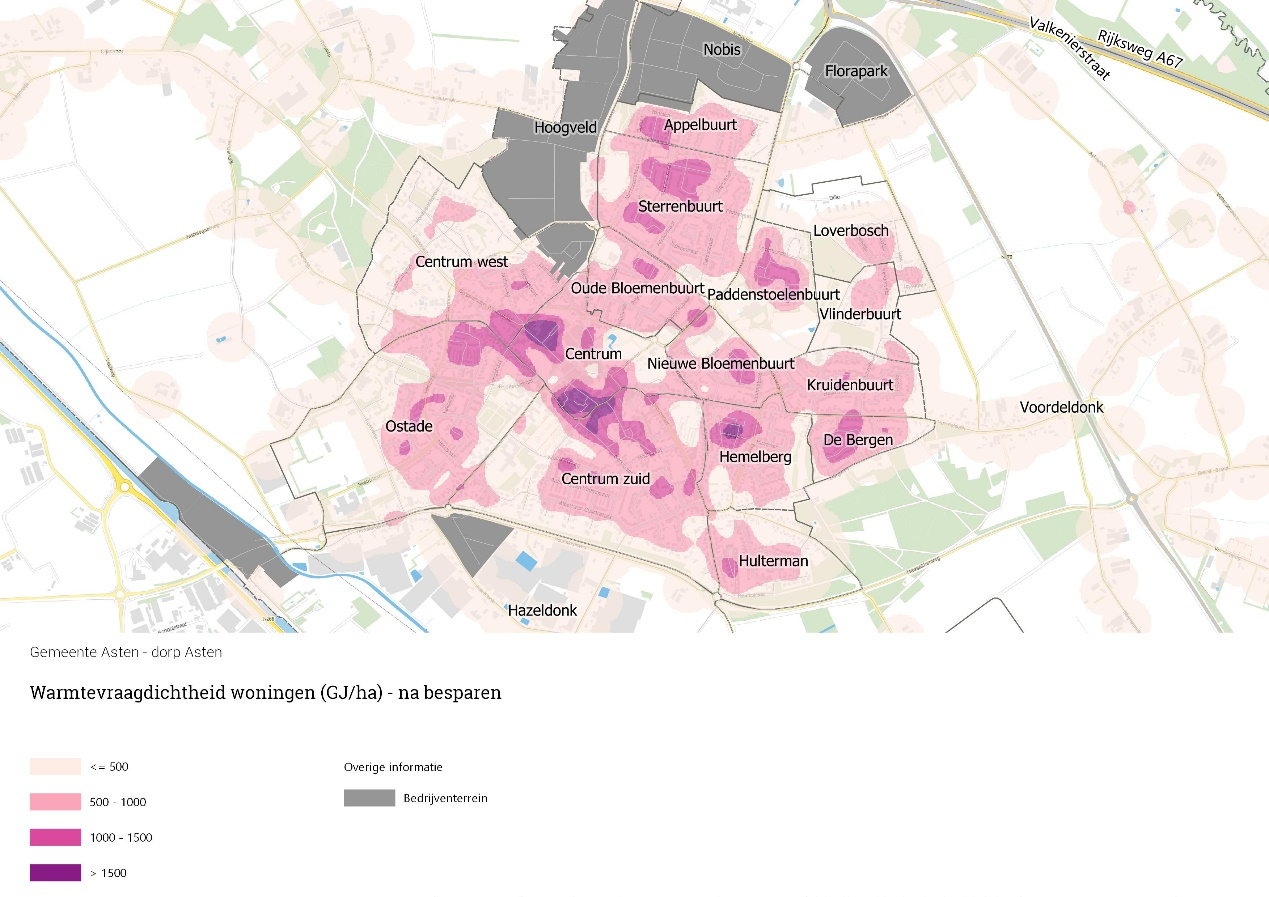 Valkenierstraat
Rijksweg A67
Nobis
Florapark
Hoogveld
Appelbuurt
Sterrenbuurt
Loverbosch
Centrum west
Oude Bloemenbuurt
Paddenstoelenbuurt
Vlinderbuurt
Centrum
Nieuwe Bloemenbuurt
Kruidenbuurt
Voordeldonk
Ostade
De Bergen
Hemelberg
Centrum zuid
Hulterman
Hazeldonk
Gemeente Asten - dorp Asten
Warmtevraagdichtheid woningen (GJ/ha) - na besparen
<= 500
Overige informatie
500 - 1000
Bedrijventerrein
1000 - 1500
> 1500